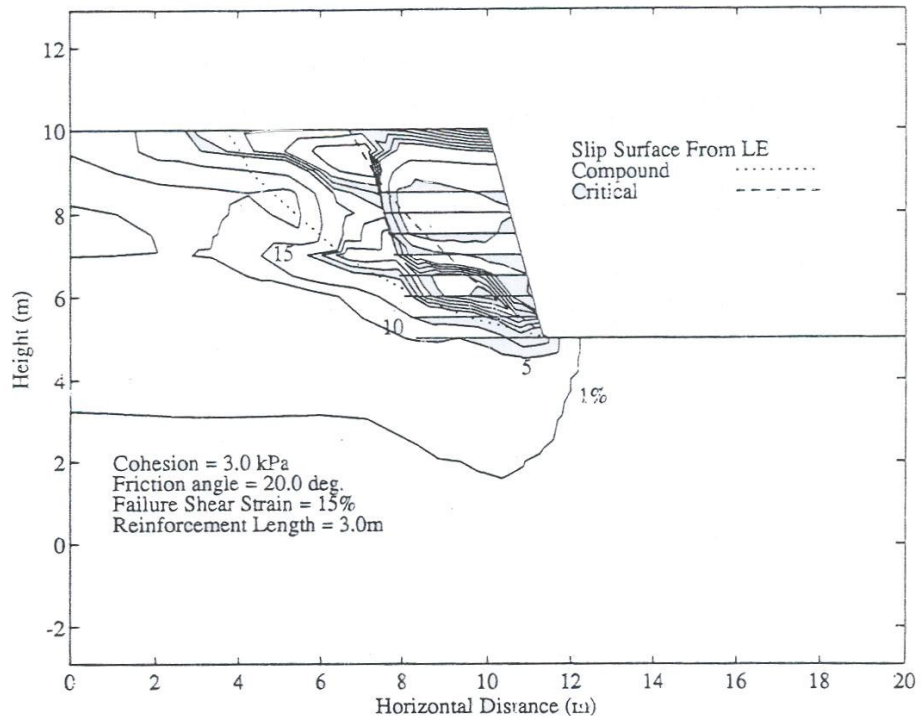 12
10
8
6
4
2
0
-2
Height (m)
Slip Surface From LE
Compound
Critical
15
10
5
1%
Cohesion = 3.0 kPa
Friction angle = 20.0 deg.
Failure Shear Strain = 15%
Reinforcement Length = 3.0m
0 2 4 6 8 10 12 14 16 18 20
Horizontal Distance (m)